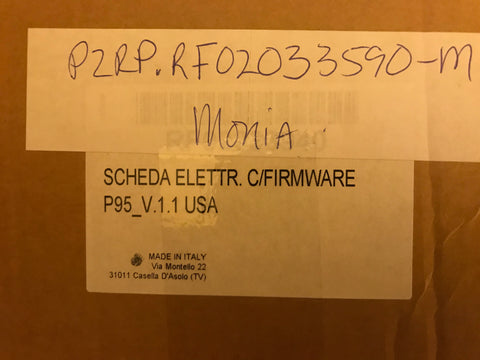 P2RP.RF02033590-M
Monia
SCHEDA ELETTR. C/FIRMWARE
P95_V.1.1 USA
MADE IN ITALY
Via Montello 22
31011 Casella D'Asolo (TV)